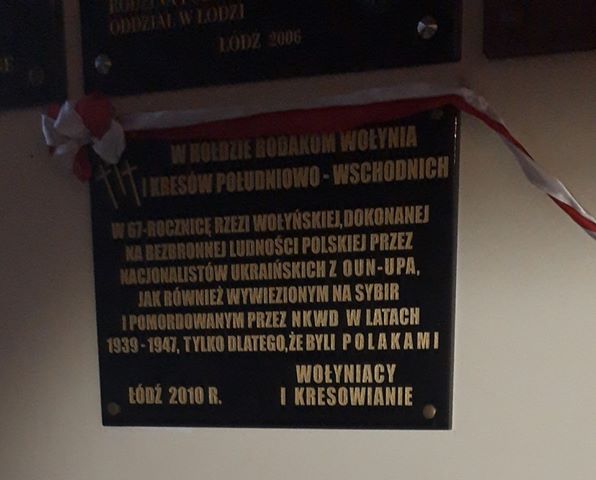 ODDZIAŁ W ŁODZI
ŁÓDŹ 2006
W HOŁDZIE RODAKOM WOŁYNIA
I KRESÓW POŁUDNIOWO - WSCHODNICH
W 67-ROCZNICĘ RZEZI WOŁYŃSKIEJ,DOKONANEJ
NA BEZBRONNEJ LUDNOŚCI POLSKIEJ PRZEZ
NACJONALISTÓW UKRAIŃSKICH Z OUN-UPA,
JAK RÓWNIEŻ WYWIEZIONYM NA SYBIR
I POMORDOWANYM PRZEZ NKWD W LATACH
1939 - 1947, TYLKO DLATEGO,ŻE BYLI P O L A K A M I
WOŁYNIACY
ŁÓDŹ 2010 R. I KRESOWIANIE